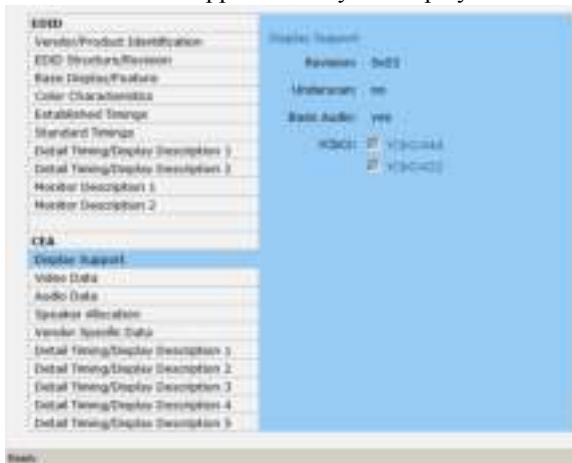 EDID
Vendor/Product Identification
EDID Structure/Revision
Base Display/Feature
Color Characteristics
Established Timings
Standard Timings
Detail Timing/Display Description 1
Detail Timing/Display Description 2
Monitor Description 1
Monitor Description 2
CEA
Display Support
Video Data
Audio Data
Speaker Allocation
Vendor Specific Data
Detail Timing/Display Description 1
Detail Timing/Display Description 2
Detail Timing/Display Description 3
Detail Timing/Display Description 4
Detail Timing/Display Description 5
Display Support
Revision: 0x03
Underscan: no
Basic Audio: yes
YCbCr: YCbCr444
YCbCr422
Ready